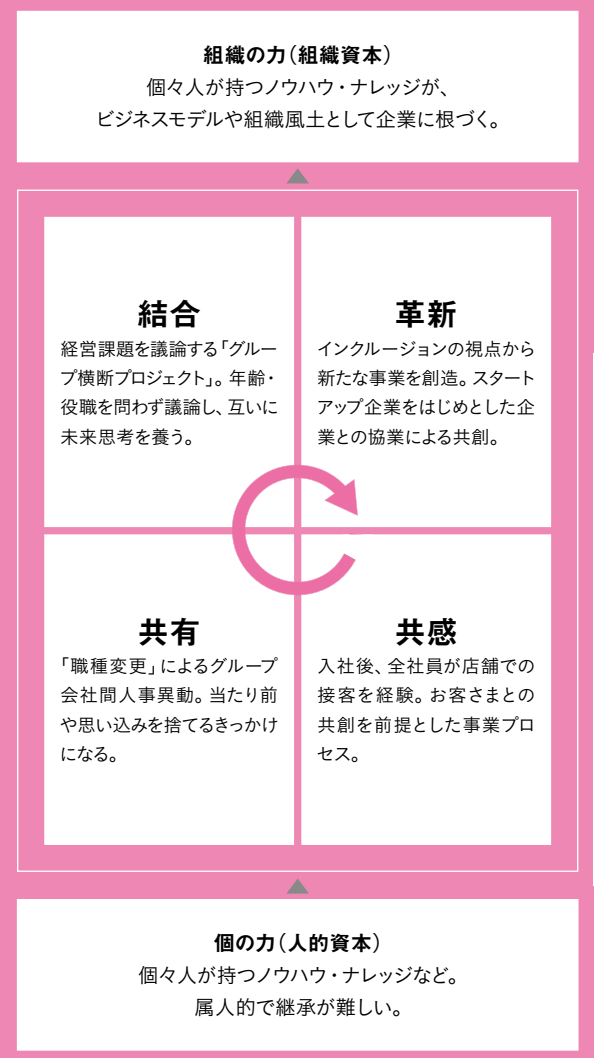 組織の力（組織資本）
個々人が持つノウハウ・ナレッジが、
ビジネスモデルや組織風土として企業に根づく。
結合
経営課題を議論する「グルー
プ横断プロジェクト」。年齢・
役職を問わず議論し、互いに
未来思考を養う。
革新
インクルージョンの視点から
新たな事業を創造。スタート
アップ企業をはじめとした企
業との協業による共創。
共有
「職種変更」によるグループ
会社間人事異動。当たり前
や思い込みを捨てるきっかけ
になる。
共感
入社後、全社員が店舗での
接客を経験。お客さまとの
共創を前提とした事業プロ
セス。
個の力（人的資本）
個々人が持つノウハウ・ナレッジなど。
属人的で継承が難しい。